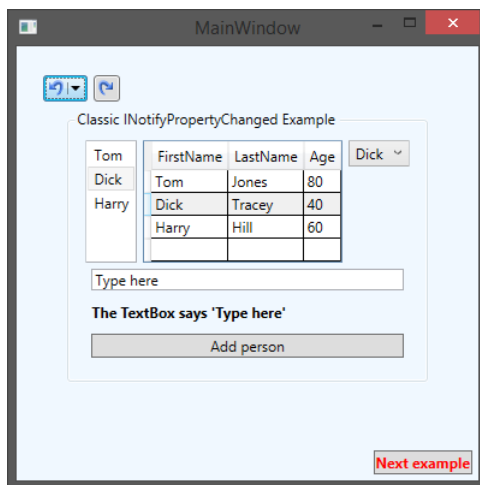 MainWindow
Classic INotifyPropertyChanged Example
Tom
Dick
Harry
FirstName LastName Age
Tom Jones 80
Dick Tracey 40
Harry Hill 60
Dick
Type here
The TextBox says 'Type here'
Add person
Next example